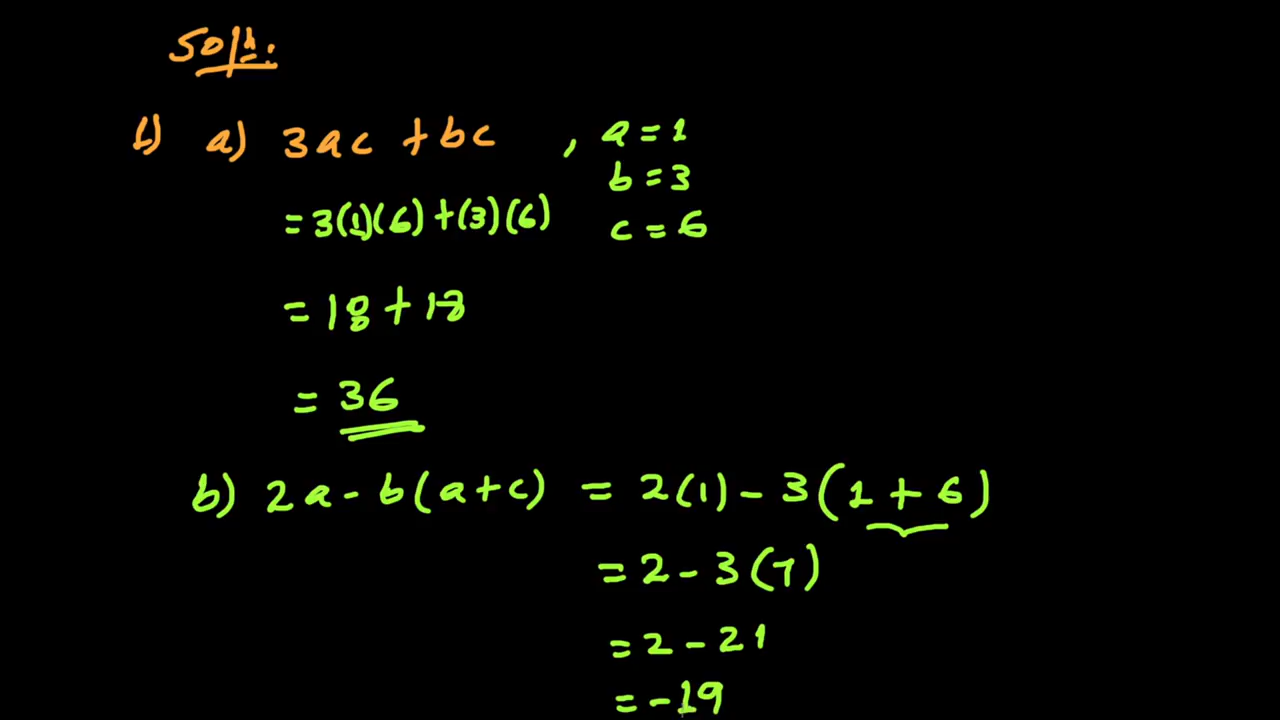 Solⁿ:
1) a) 3ac + bc , a = 1
b = 3
= 3(1)(6) + (3)(6) c = 6
= 18 + 18
= 36
b) 2a - b(a+c) = 2(1) - 3(1 + 6)
= 2 - 3(7)
= 2 - 21
= -19